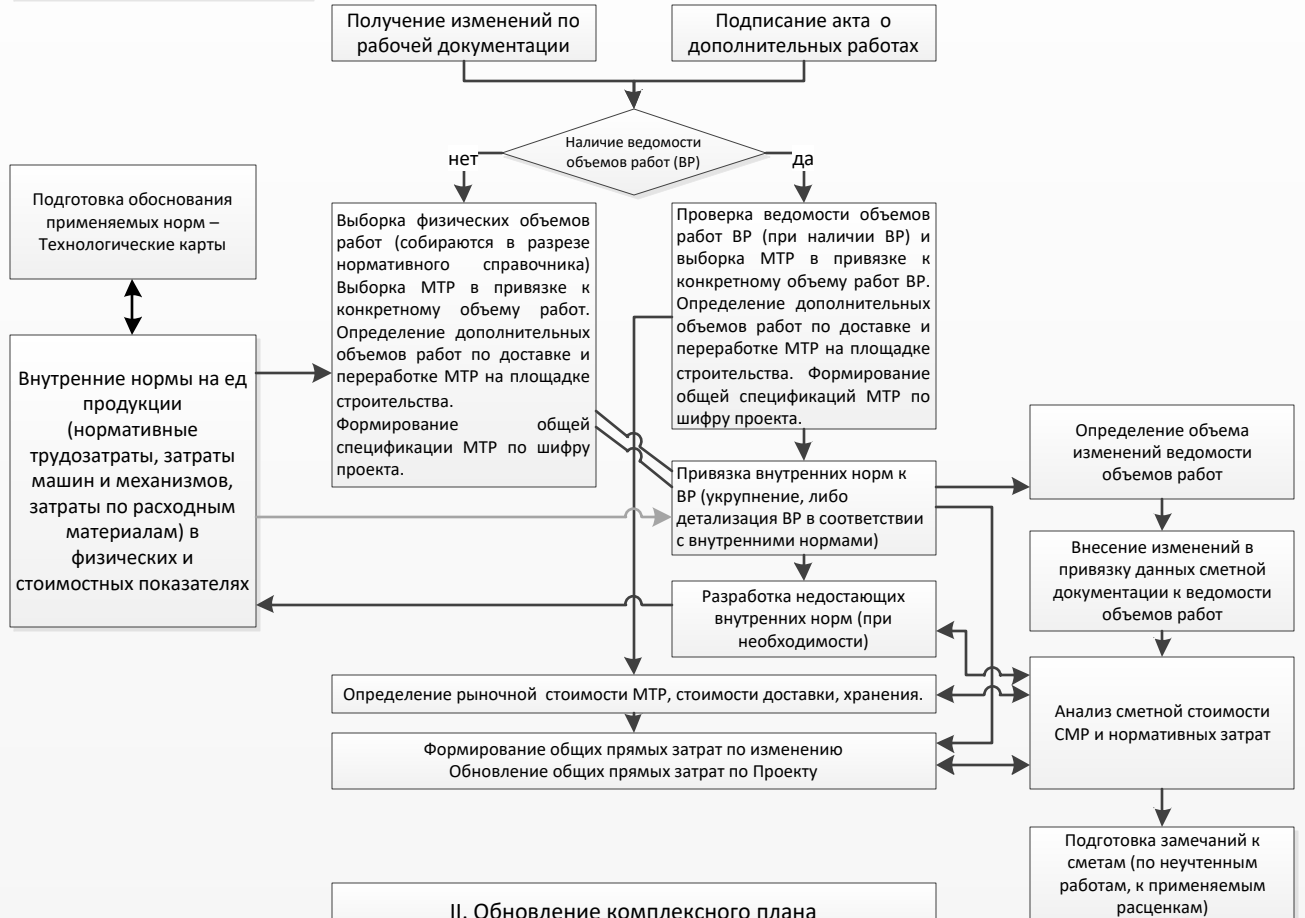 Получение изменений по
рабочей документации
Подписание акта о
дополнительных работах
Наличие ведомости
объемов работ (ВР)
нет
да
Подготовка обоснования
применяемых норм –
Технологические карты
Выборка физических объемов
работ (собираются в разрезе
нормативного справочника)
Выборка МТР в привязке к
конкретному объему работ.
Определение дополнительных
объемов работ по доставке и
переработке МТР на площадке
строительства.
Формирование общей
спецификации МТР по шифру
проекта.
Проверка ведомости объемов
работ ВР (при наличии ВР) и
выборка МТР в привязке к
конкретному объему работ ВР.
Определение дополнительных
объемов работ по доставке и
переработке МТР на площадке
строительства. Формирование
общей спецификаций МТР по
шифру проекта.
Внутренние нормы на ед
продукции
(нормативные
трудозатраты, затраты
машин и механизмов,
затраты по расходным
материалам) в
физических и
стоимостных показателях
Привязка внутренних норм к
ВР (укрупнение, либо
детализация ВР в соответствии
с внутренними нормами)
Определение объема
изменений ведомости
объемов работ
Разработка недостающих
внутренних норм (при
необходимости)
Внесение изменений в
привязку данных сметной
документации к ведомости
объемов работ
Определение рыночной стоимости МТР, стоимости доставки, хранения.
Анализ сметной стоимости
СМР и нормативных затрат
Формирование общих прямых затрат по изменению
Обновление общих прямых затрат по Проекту
Подготовка замечаний к
сметам (по неучтенным
работам, к применяемым
расценкам)
II. Обновление комплексного плана